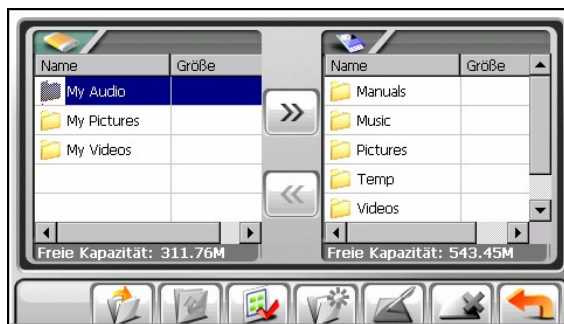 Name Größe
My Audio
My Pictures
My Videos
Freie Kapazität: 311.76M
Name Größe
Manuals
Music
Pictures
Temp
Videos
Freie Kapazität: 543.45M